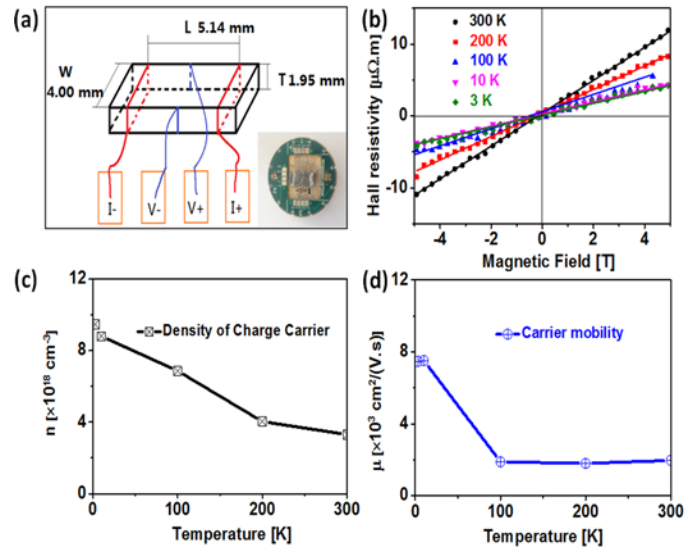 (a)
L 5.14 mm
W
4.00 mm
T 1.95 mm
I-
V-
V+
I+
(b)
Hall resistivity [μΩ.m]
10
0
-10
300 K
200 K
100 K
10 K
3 K
-4
-2
0
2
4
Magnetic Field [T]
(c)
n [×10¹⁸ cm⁻³]
12
8
4
0
Density of Charge Carrier
0
100
200
300
Temperature [K]
(d)
μ [×10³ cm²/(V.s)]
12
8
4
0
Carrier mobility
0
100
200
300
Temperature [K]